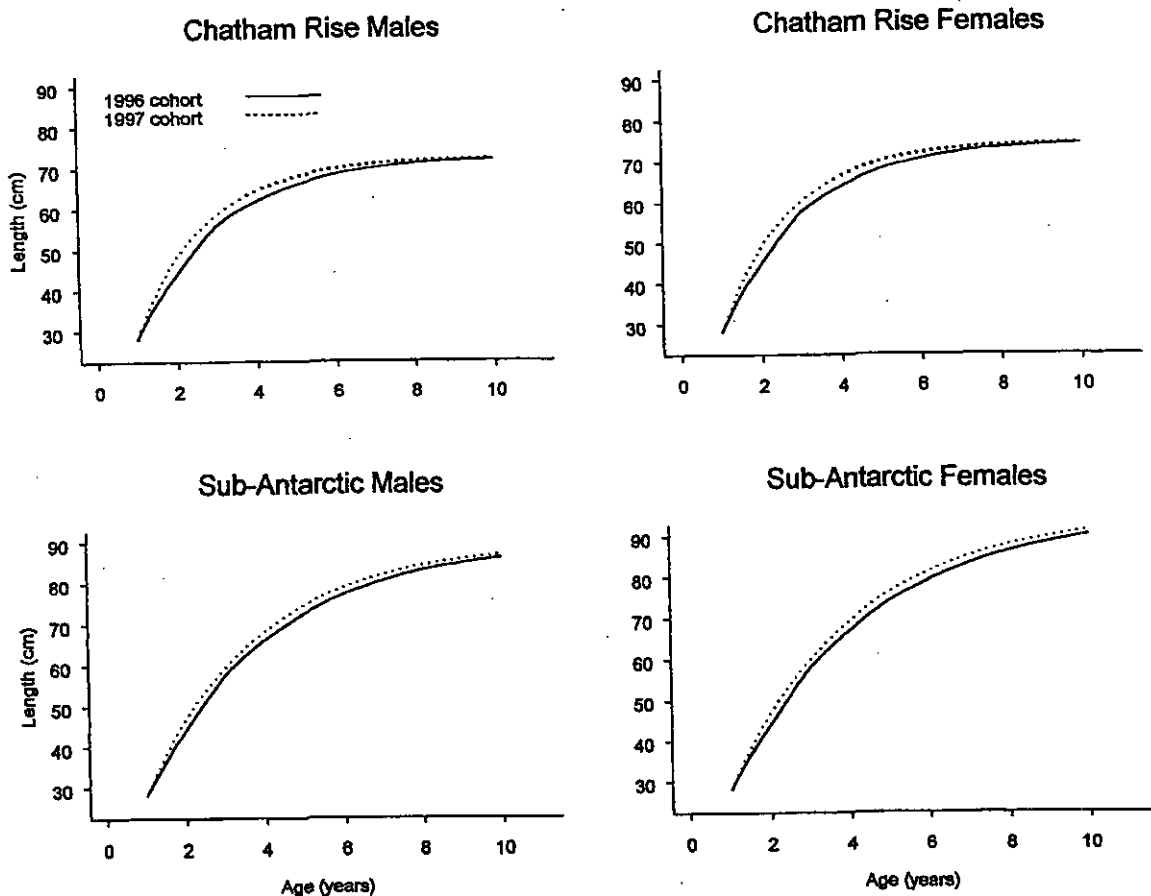 Chatham Rise Males
90
80
70
60
50
40
30
Length (cm)
1996 cohort
1997 cohort
0 2 4 6 8 10
Chatham Rise Females
90
80
70
60
50
40
30
0 2 4 6 8 10
Sub-Antarctic Males
90
80
70
60
50
40
30
Length (cm)
0 2 4 6 8 10
Age (years)
Sub-Antarctic Females
90
80
70
60
50
40
30
0 2 4 6 8 10
Age (years)